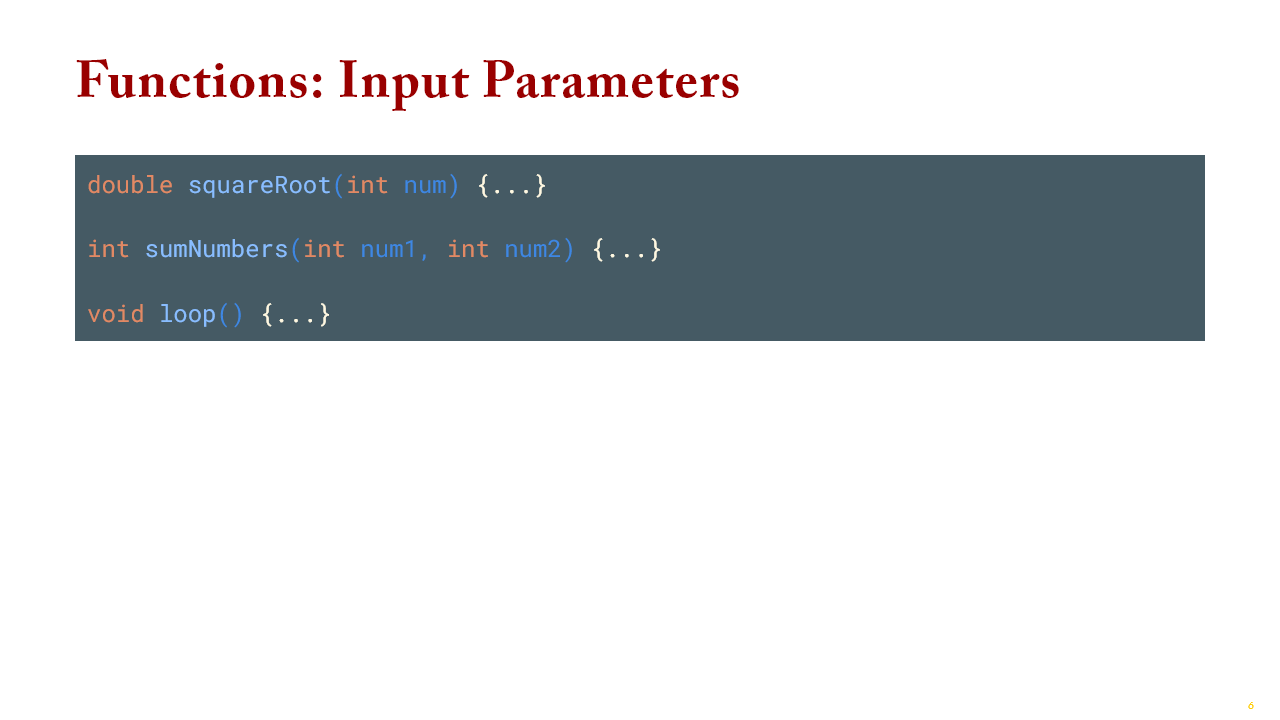 Functions: Input Parameters
double squareRoot(int num) {...}
int sumNumbers(int num1, int num2) {...}
void loop() {...}
6